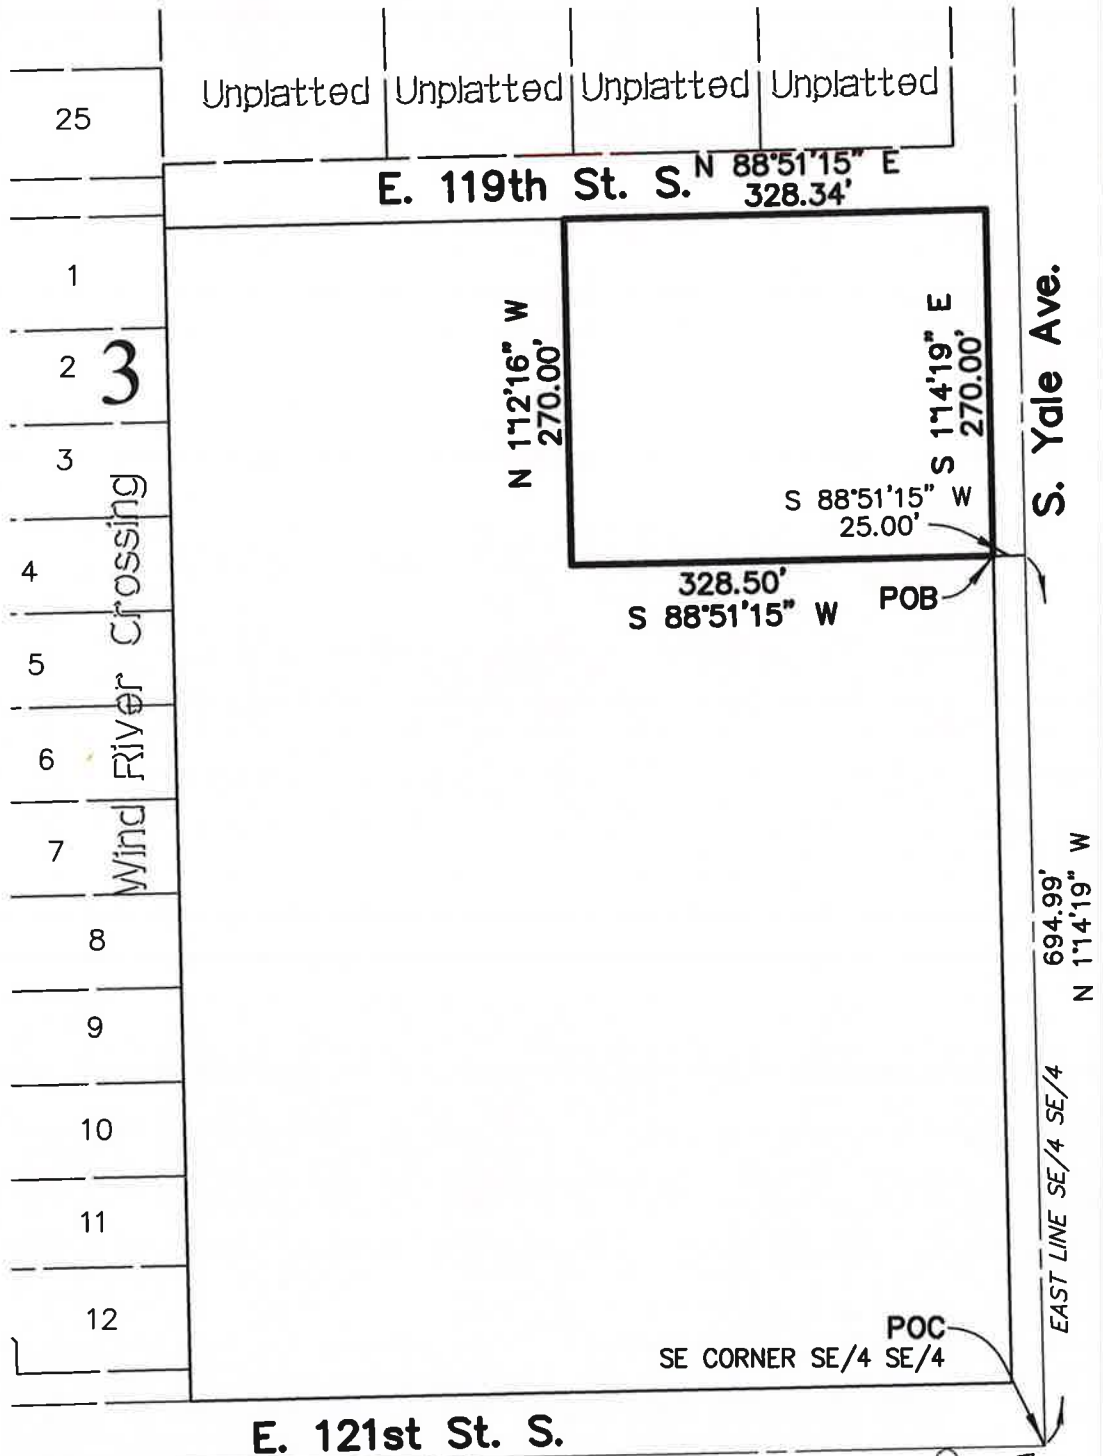 Unplatted
Unplatted
Unplatted
Unplatted
25
E. 119th St. S.
N 88°51'15" E
328.34'
1
2
3
3
4
5
6
7
8
9
10
11
12
Wind River Crossing
N 1°12'16" W
270.00'
S 1°14'19" E
270.00'
S. Yale Ave.
S 88°51'15" W
25.00'
328.50'
S 88°51'15" W
POB
694.99'
N 1°14'19" W
EAST LINE SE/4 SE/4
POC
SE CORNER SE/4 SE/4
E. 121st St. S.